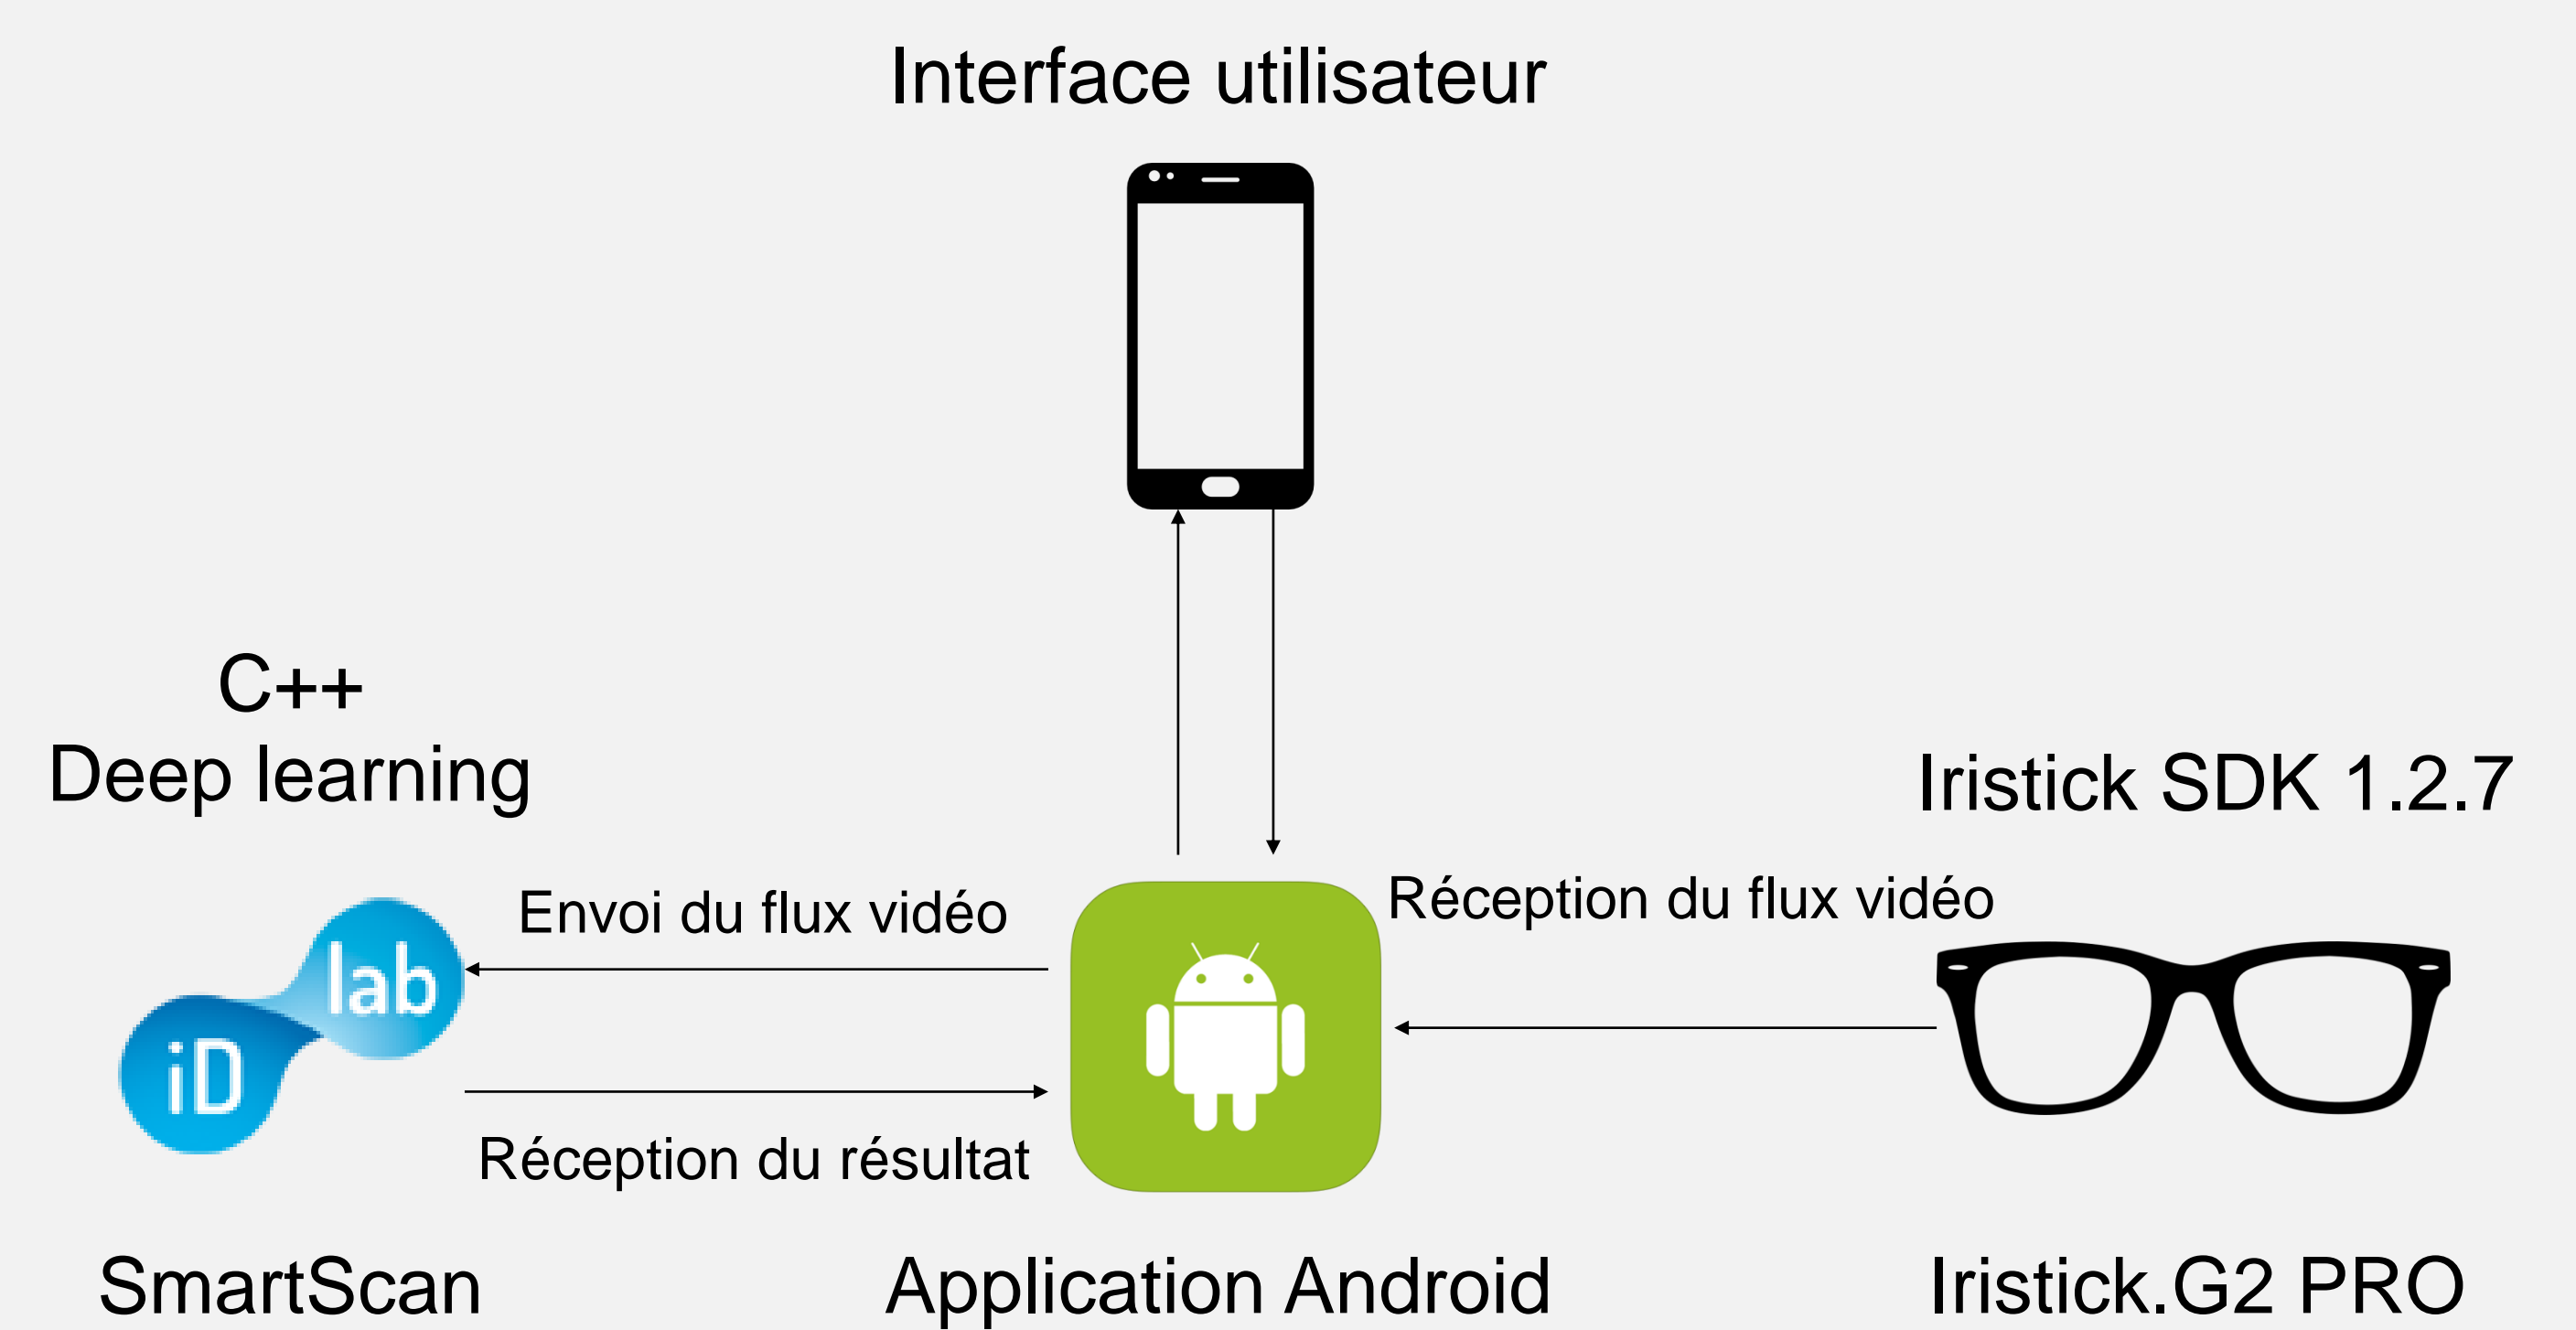 Interface utilisateur
C++
Deep learning
Iristick SDK 1.2.7
Envoi du flux vidéo
Réception du flux vidéo
lab
iD
Réception du résultat
SmartScan
Application Android
Iristick.G2 PRO